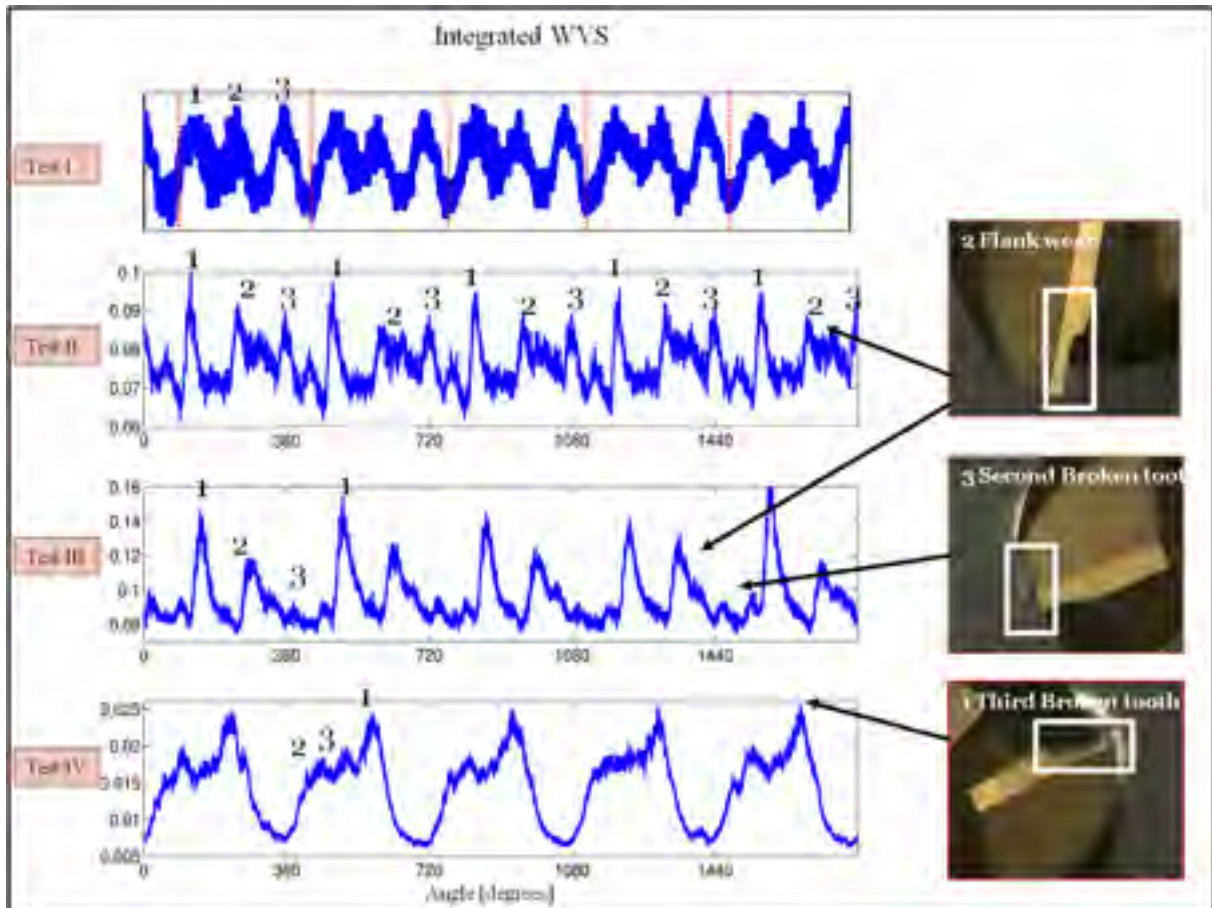 Integrated WVS
1 2 3
Test I
2 Flank wear
1 2 3 1 2 3 1 2 3 1 2 3 1 2 3
0.1
0.09
0.08
0.07
0.06
Test II
0 360 720 1080 1440
3 Second Broken toot
1 2 3 1
0.16
0.14
0.12
0.1
0.08
Test III
0 360 720 1080 1440
1 Third Broken tooth
2 3 1
0.025
0.02
0.015
0.01
0.005
Test IV
0 360 720 1080 1440
Angle [degrees]